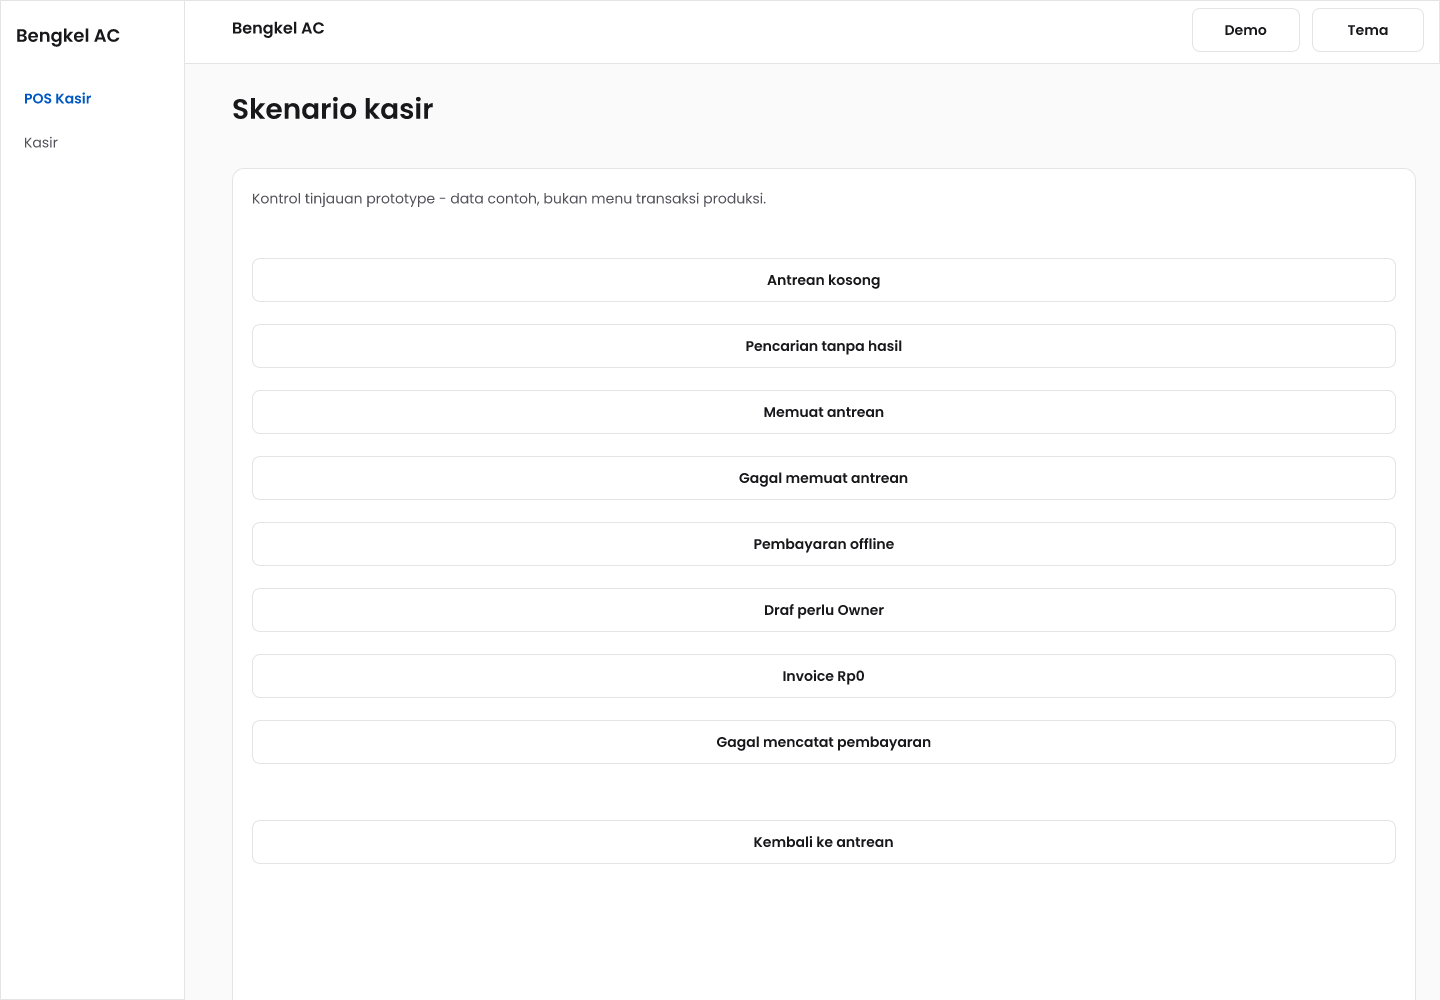 Bengkel AC
POS Kasir
Kasir
Bengkel AC
Demo
Tema
Skenario kasir
Kontrol tinjauan prototype - data contoh, bukan menu transaksi produksi.
Antrean kosong
Pencarian tanpa hasil
Memuat antrean
Gagal memuat antrean
Pembayaran offline
Draf perlu Owner
Invoice Rp0
Gagal mencatat pembayaran
Kembali ke antrean